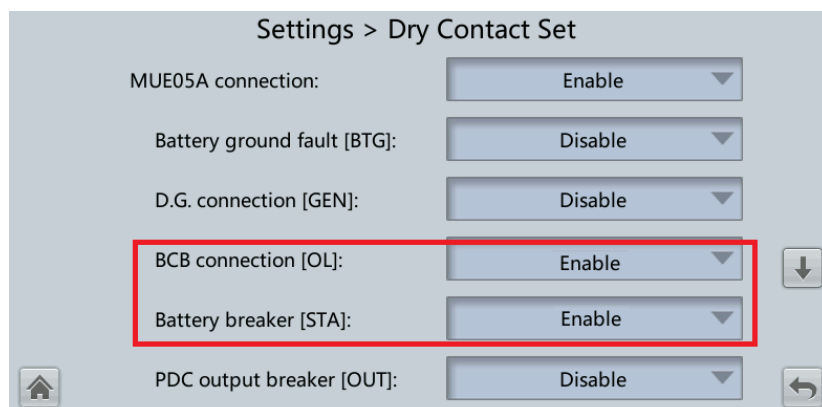 Settings > Dry Contact Set
MUE05A connection: Enable
Battery ground fault [BTG]: Disable
D.G. connection [GEN]: Disable
BCB connection [OL]: Enable
Battery breaker [STA]: Enable
PDC output breaker [OUT]: Disable